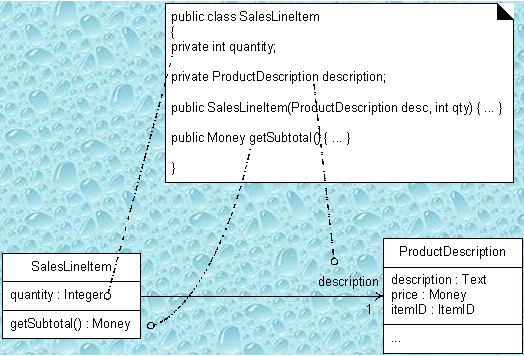 public class SalesLineItem
{
private int quantity;
private ProductDescription description;
public SalesLineItem(ProductDescription desc, int qty) { ... }
public Money getSubtotal() { ... }
}
SalesLineItem
quantity : Integer
getSubtotal() : Money
description
1
ProductDescription
description : Text
price : Money
itemID : ItemID
...